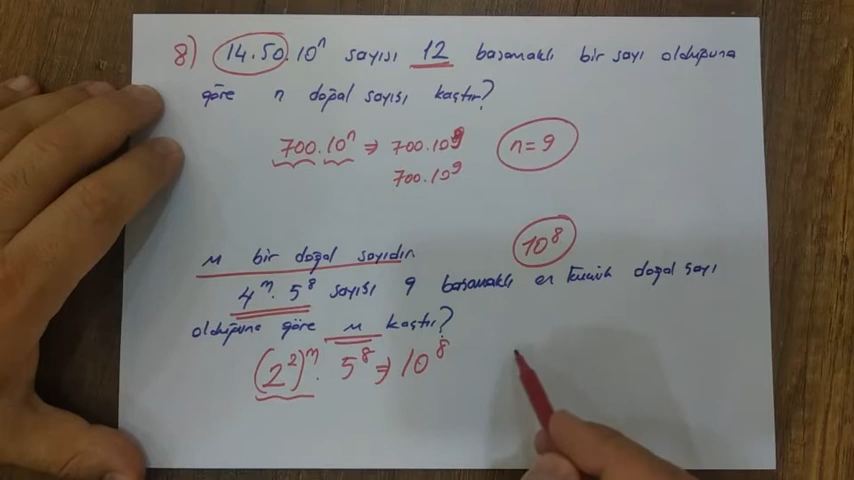 8) 14.50.10ⁿ sayısı 12 basamaklı bir sayı olduğuna
göre n doğal sayısı kaçtır?
700.10ⁿ ⇒ 700.10⁹ n=9
700.10⁹
m bir doğal sayıdır 10⁸
4ᵐ. 5⁸ sayısı 9 basamaklı en küçük doğal sayı
olduğuna göre m kaçtır?
(2²)ᵐ. 5⁸ ⇒ 10⁸